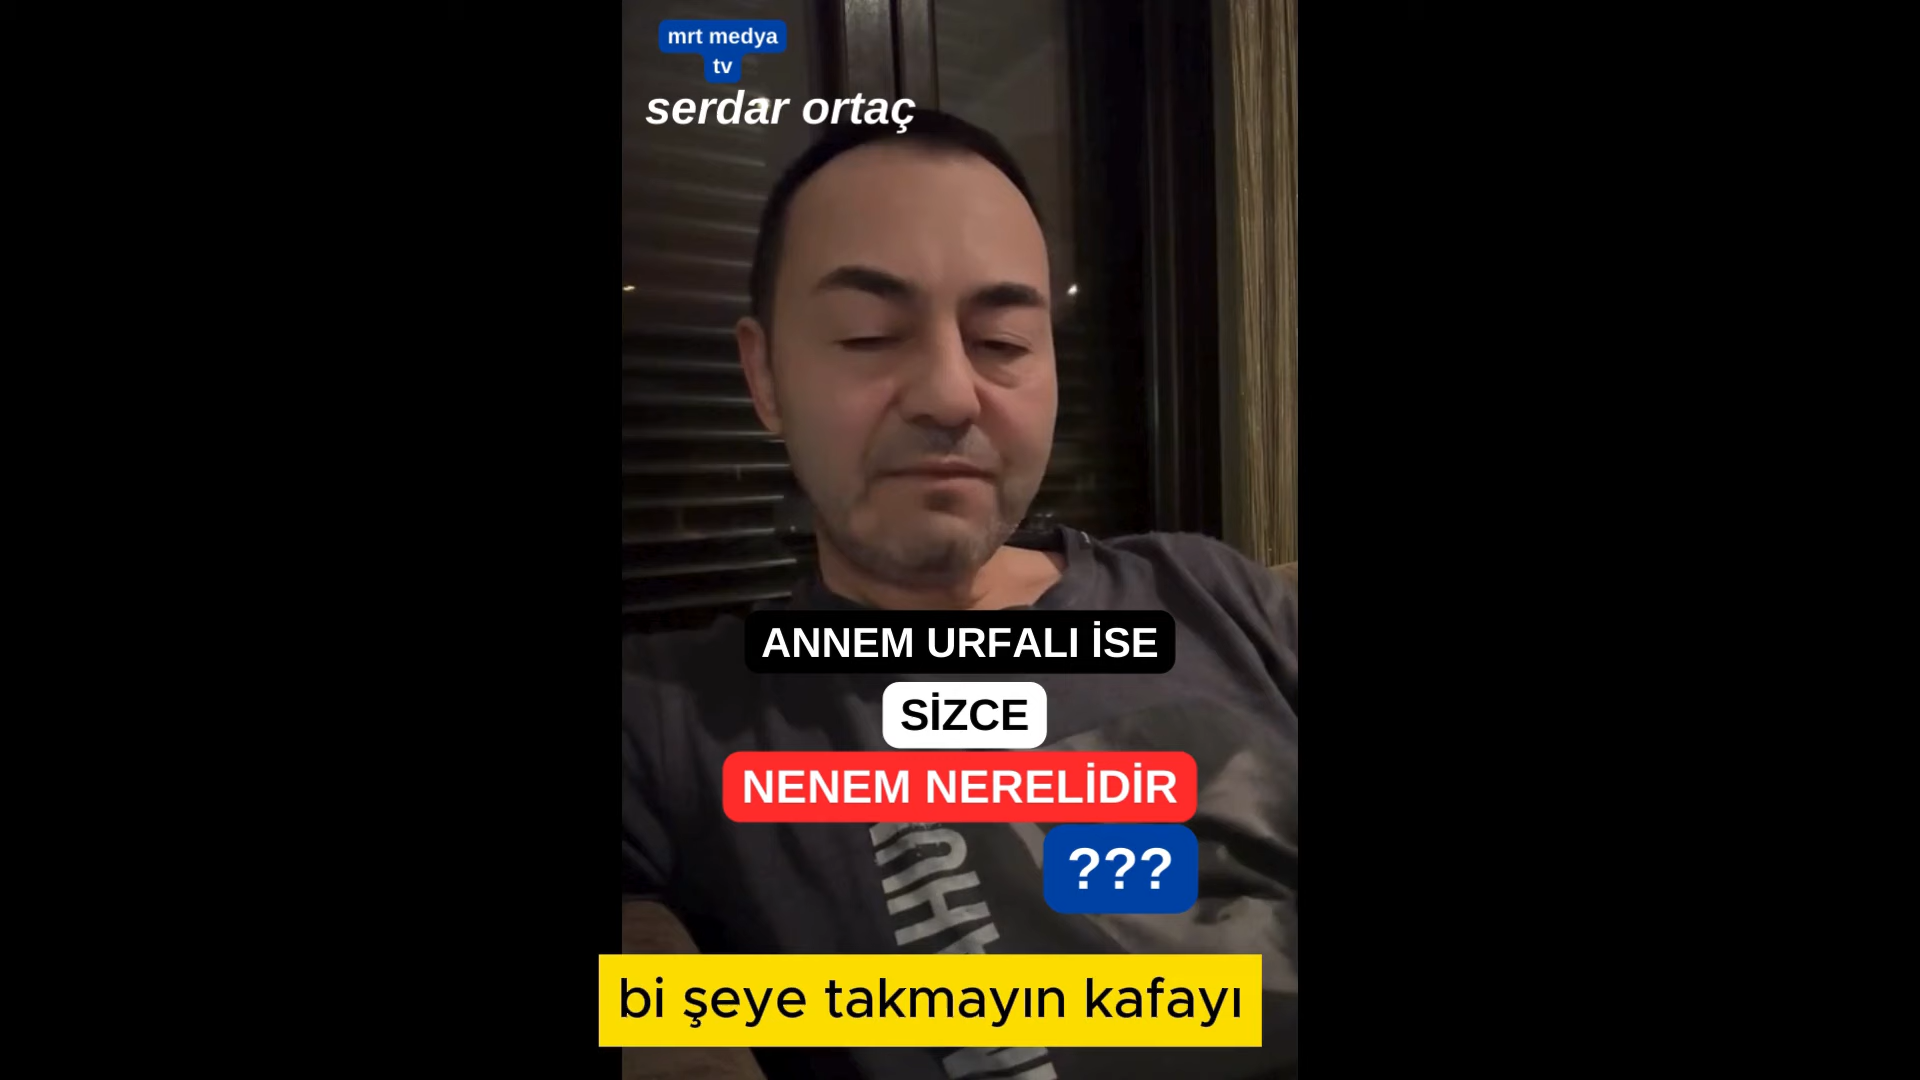 mrt medya
tv
serdar ortaç
ANNEM URFALI İSE
SİZCE
NENEM NERELİDİR
???
bi şeye takmayın kafayı